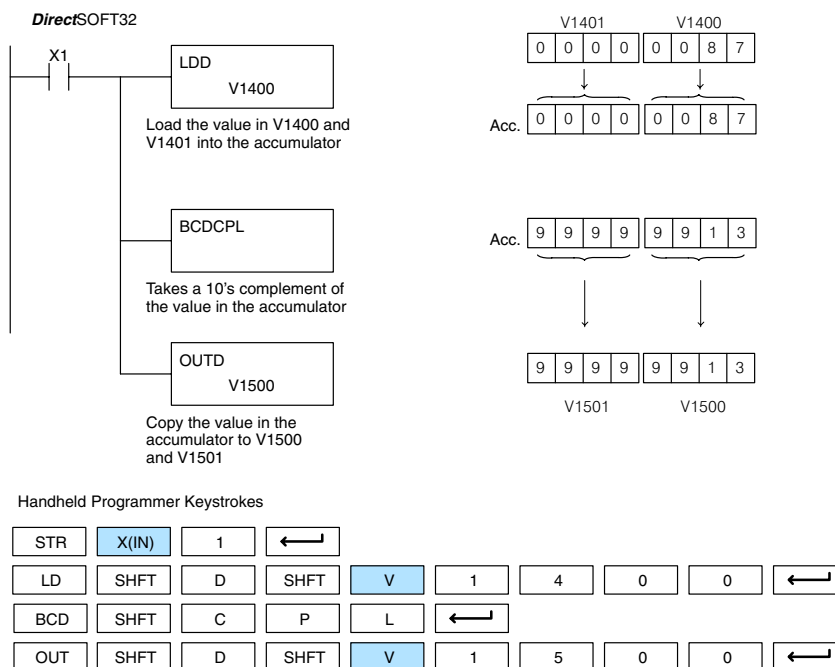 DirectSOFT32
X1
LDD
V1400
Load the value in V1400 and
V1401 into the accumulator
BCDCPL
Takes a 10's complement of
the value in the accumulator
OUTD
V1500
Copy the value in the
accumulator to V1500
and V1501
V1401 V1400
0 0 0 0 0 0 8 7
Acc. 0 0 0 0 0 0 8 7
Acc. 9 9 9 9 9 9 1 3
9 9 9 9 9 9 1 3
V1501 V1500
Handheld Programmer Keystrokes
STR X(IN) 1
LD SHFT D SHFT V 1 4 0 0
BCD SHFT C P L
OUT SHFT D SHFT V 1 5 0 0